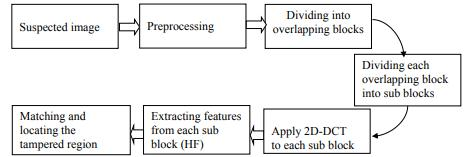 Suspected image
Preprocessing
Dividing into
overlapping blocks
Dividing each
overlapping block
into sub blocks
Apply 2D-DCT
to each sub block
Extracting features
from each sub
block (HF)
Matching and
locating the
tampered region